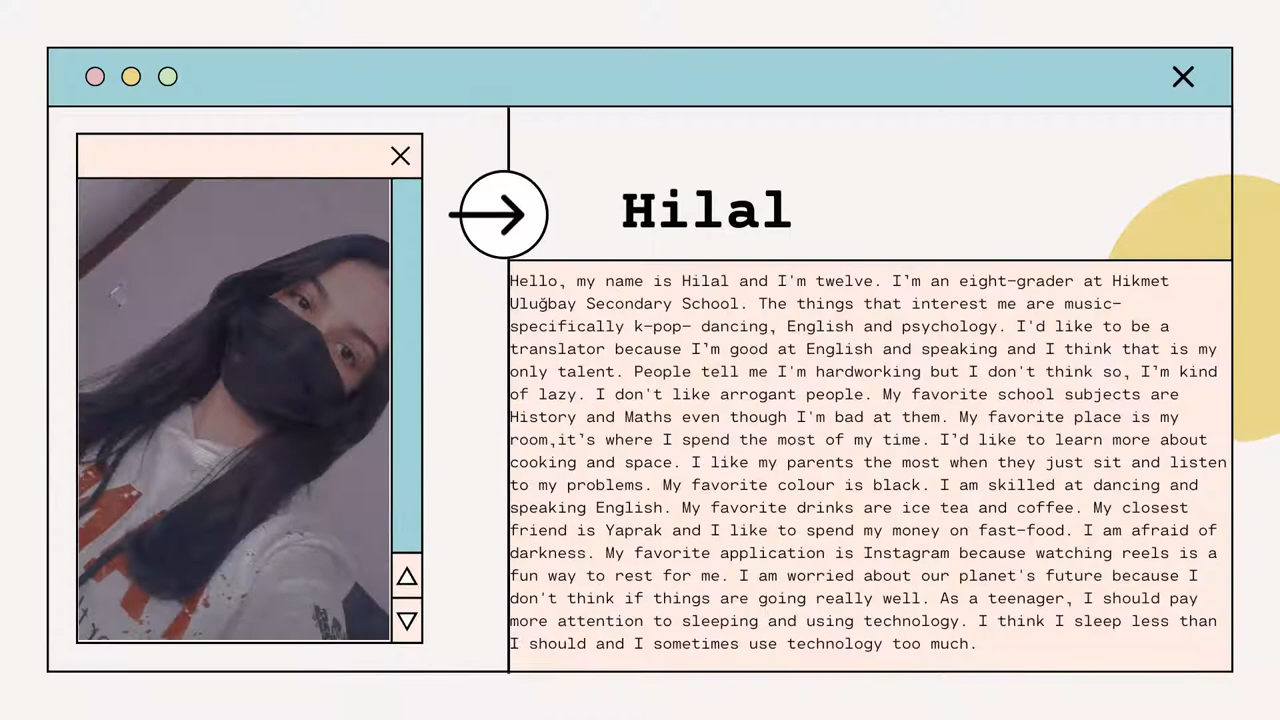 Hilal
Hello, my name is Hilal and I'm twelve. I'm an eight-grader at Hikmet
Uluğbay Secondary School. The things that interest me are music-
specifically k-pop- dancing, English and psychology. I'd like to be a
translator because I'm good at English and speaking and I think that is my
only talent. People tell me I'm hardworking but I don't think so, I'm kind
of lazy. I don't like arrogant people. My favorite school subjects are
History and Maths even though I'm bad at them. My favorite place is my
room,it's where I spend the most of my time. I'd like to learn more about
cooking and space. I like my parents the most when they just sit and listen
to my problems. My favorite colour is black. I am skilled at dancing and
speaking English. My favorite drinks are ice tea and coffee. My closest
friend is Yaprak and I like to spend my money on fast-food. I am afraid of
darkness. My favorite application is Instagram because watching reels is a
fun way to rest for me. I am worried about our planet's future because I
don't think if things are going really well. As a teenager, I should pay
more attention to sleeping and using technology. I think I sleep less than
I should and I sometimes use technology too much.